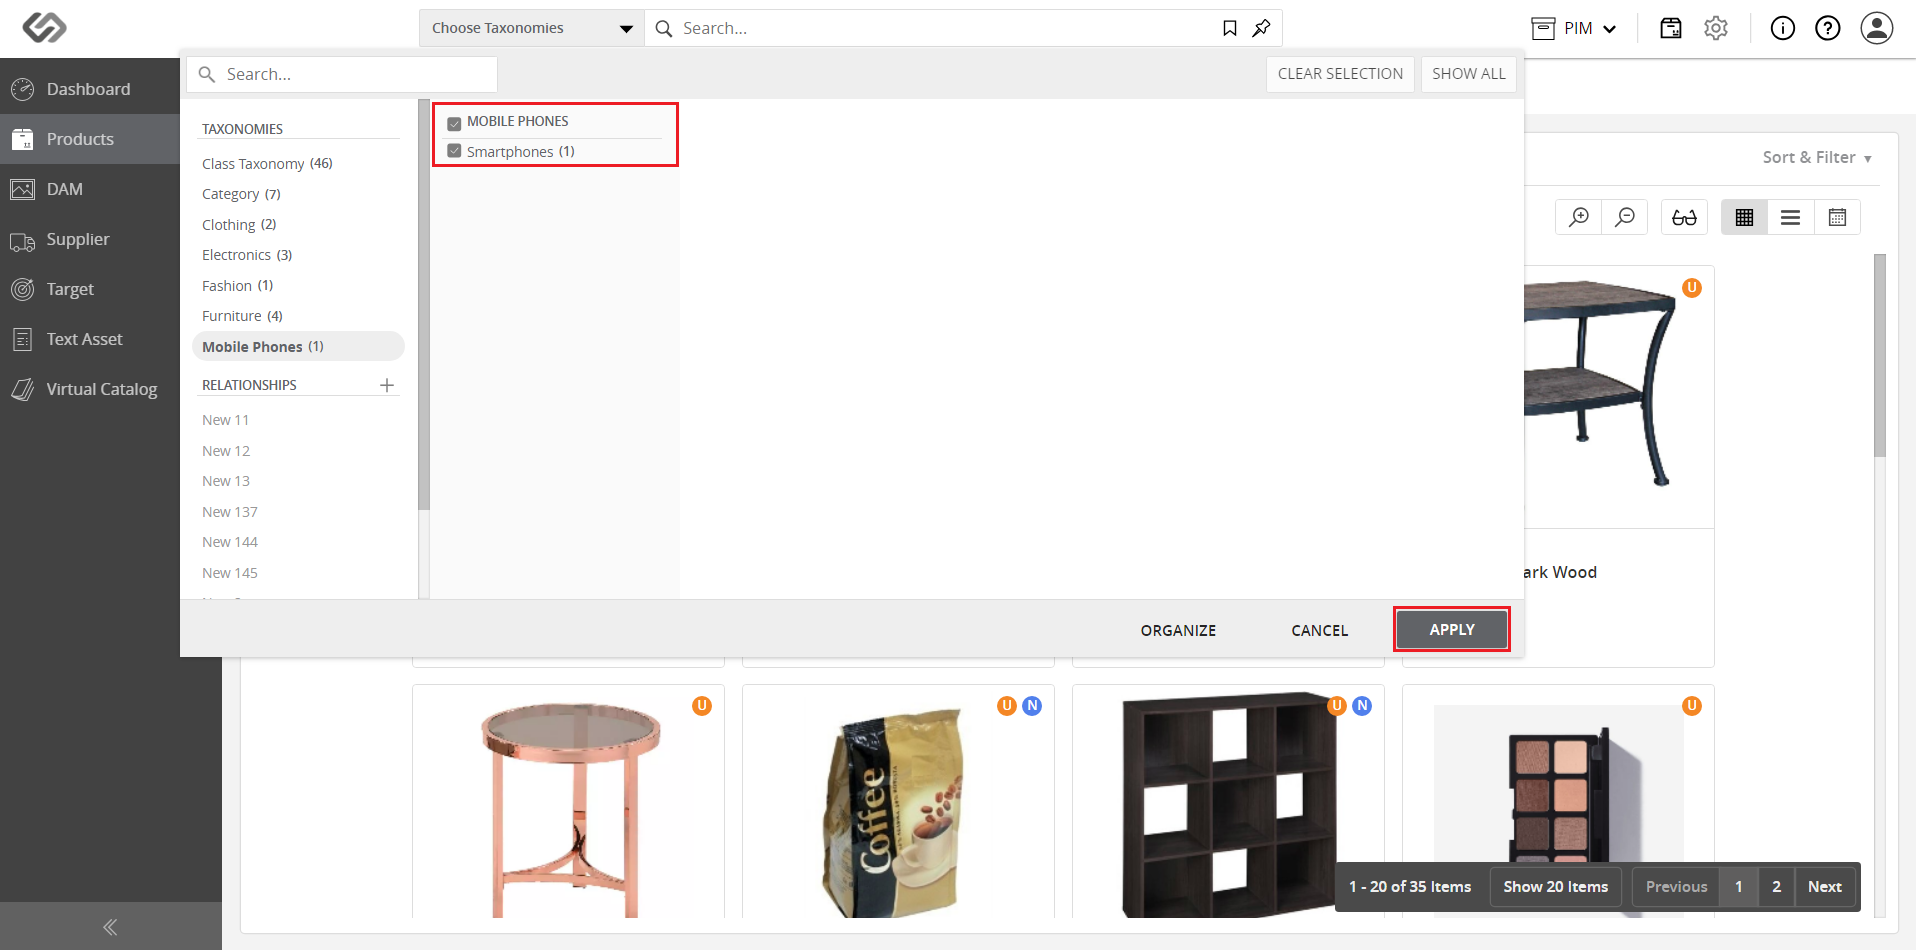 Choose Taxonomies
Search...
PIM
Search...
CLEAR SELECTION
SHOW ALL
Dashboard
Products
DAM
Supplier
Target
Text Asset
Virtual Catalog
TAXONOMIES
Class Taxonomy (46)
Category (7)
Clothing (2)
Electronics (3)
Fashion (1)
Furniture (4)
Mobile Phones (1)
RELATIONSHIPS
New 11
New 12
New 13
New 137
New 144
New 145
MOBILE PHONES
Smartphones (1)
Sort & Filter
U
ark Wood
ORGANIZE
CANCEL
APPLY
U
U N
U N
U
Coffee
1 - 20 of 35 Items
Show 20 Items
Previous
1
2
Next